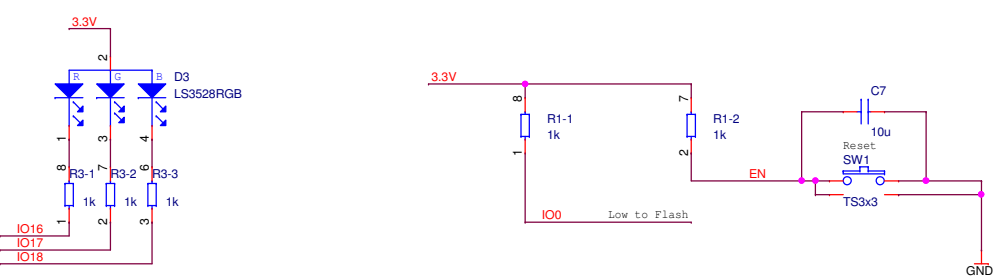 3.3V
2
R G B
D3
LS3528RGB
1 3 4
8 7 6
R3-1 R3-2 R3-3
1k 1k 1k
1 2 3
IO16
IO17
IO18
3.3V
8 7
R1-1
1k
R1-2
1k
1 2
IO0
Low to Flash
EN
C7
10u
Reset
SW1
TS3x3
GND